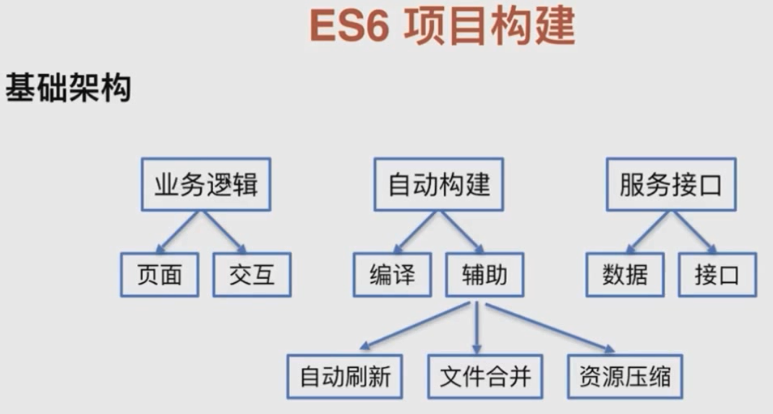 ES6 项目构建
基础架构
业务逻辑
自动构建
服务接口
页面
交互
编译
辅助
数据
接口
自动刷新
文件合并
资源压缩